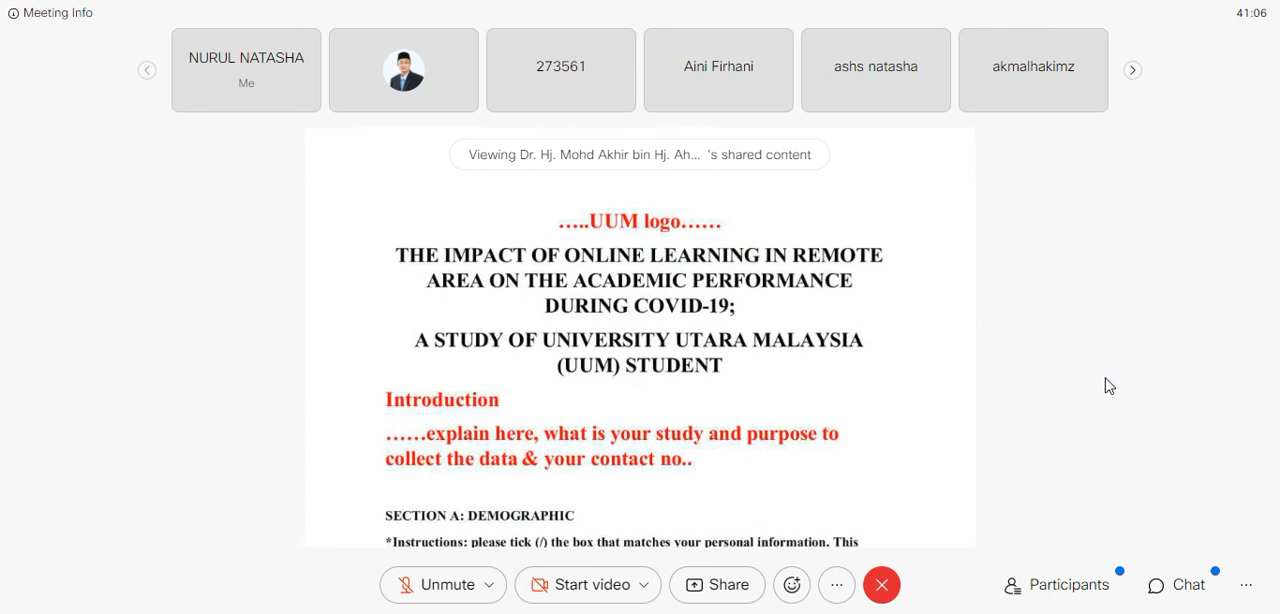 Meeting Info
41:06
NURUL NATASHA
Me
273561
Aini Firhani
ashs natasha
akmalhakimz
Viewing Dr. Hj. Mohd Akhir bin Hj. Ah... 's shared content
.....UUM logo......
THE IMPACT OF ONLINE LEARNING IN REMOTE
AREA ON THE ACADEMIC PERFORMANCE
DURING COVID-19;
A STUDY OF UNIVERSITY UTARA MALAYSIA
(UUM) STUDENT
Introduction
......explain here, what is your study and purpose to
collect the data & your contact no..
SECTION A: DEMOGRAPHIC
*Instructions: please tick (/) the box that matches your personal information. This
Unmute
Start video
Share
Participants
Chat